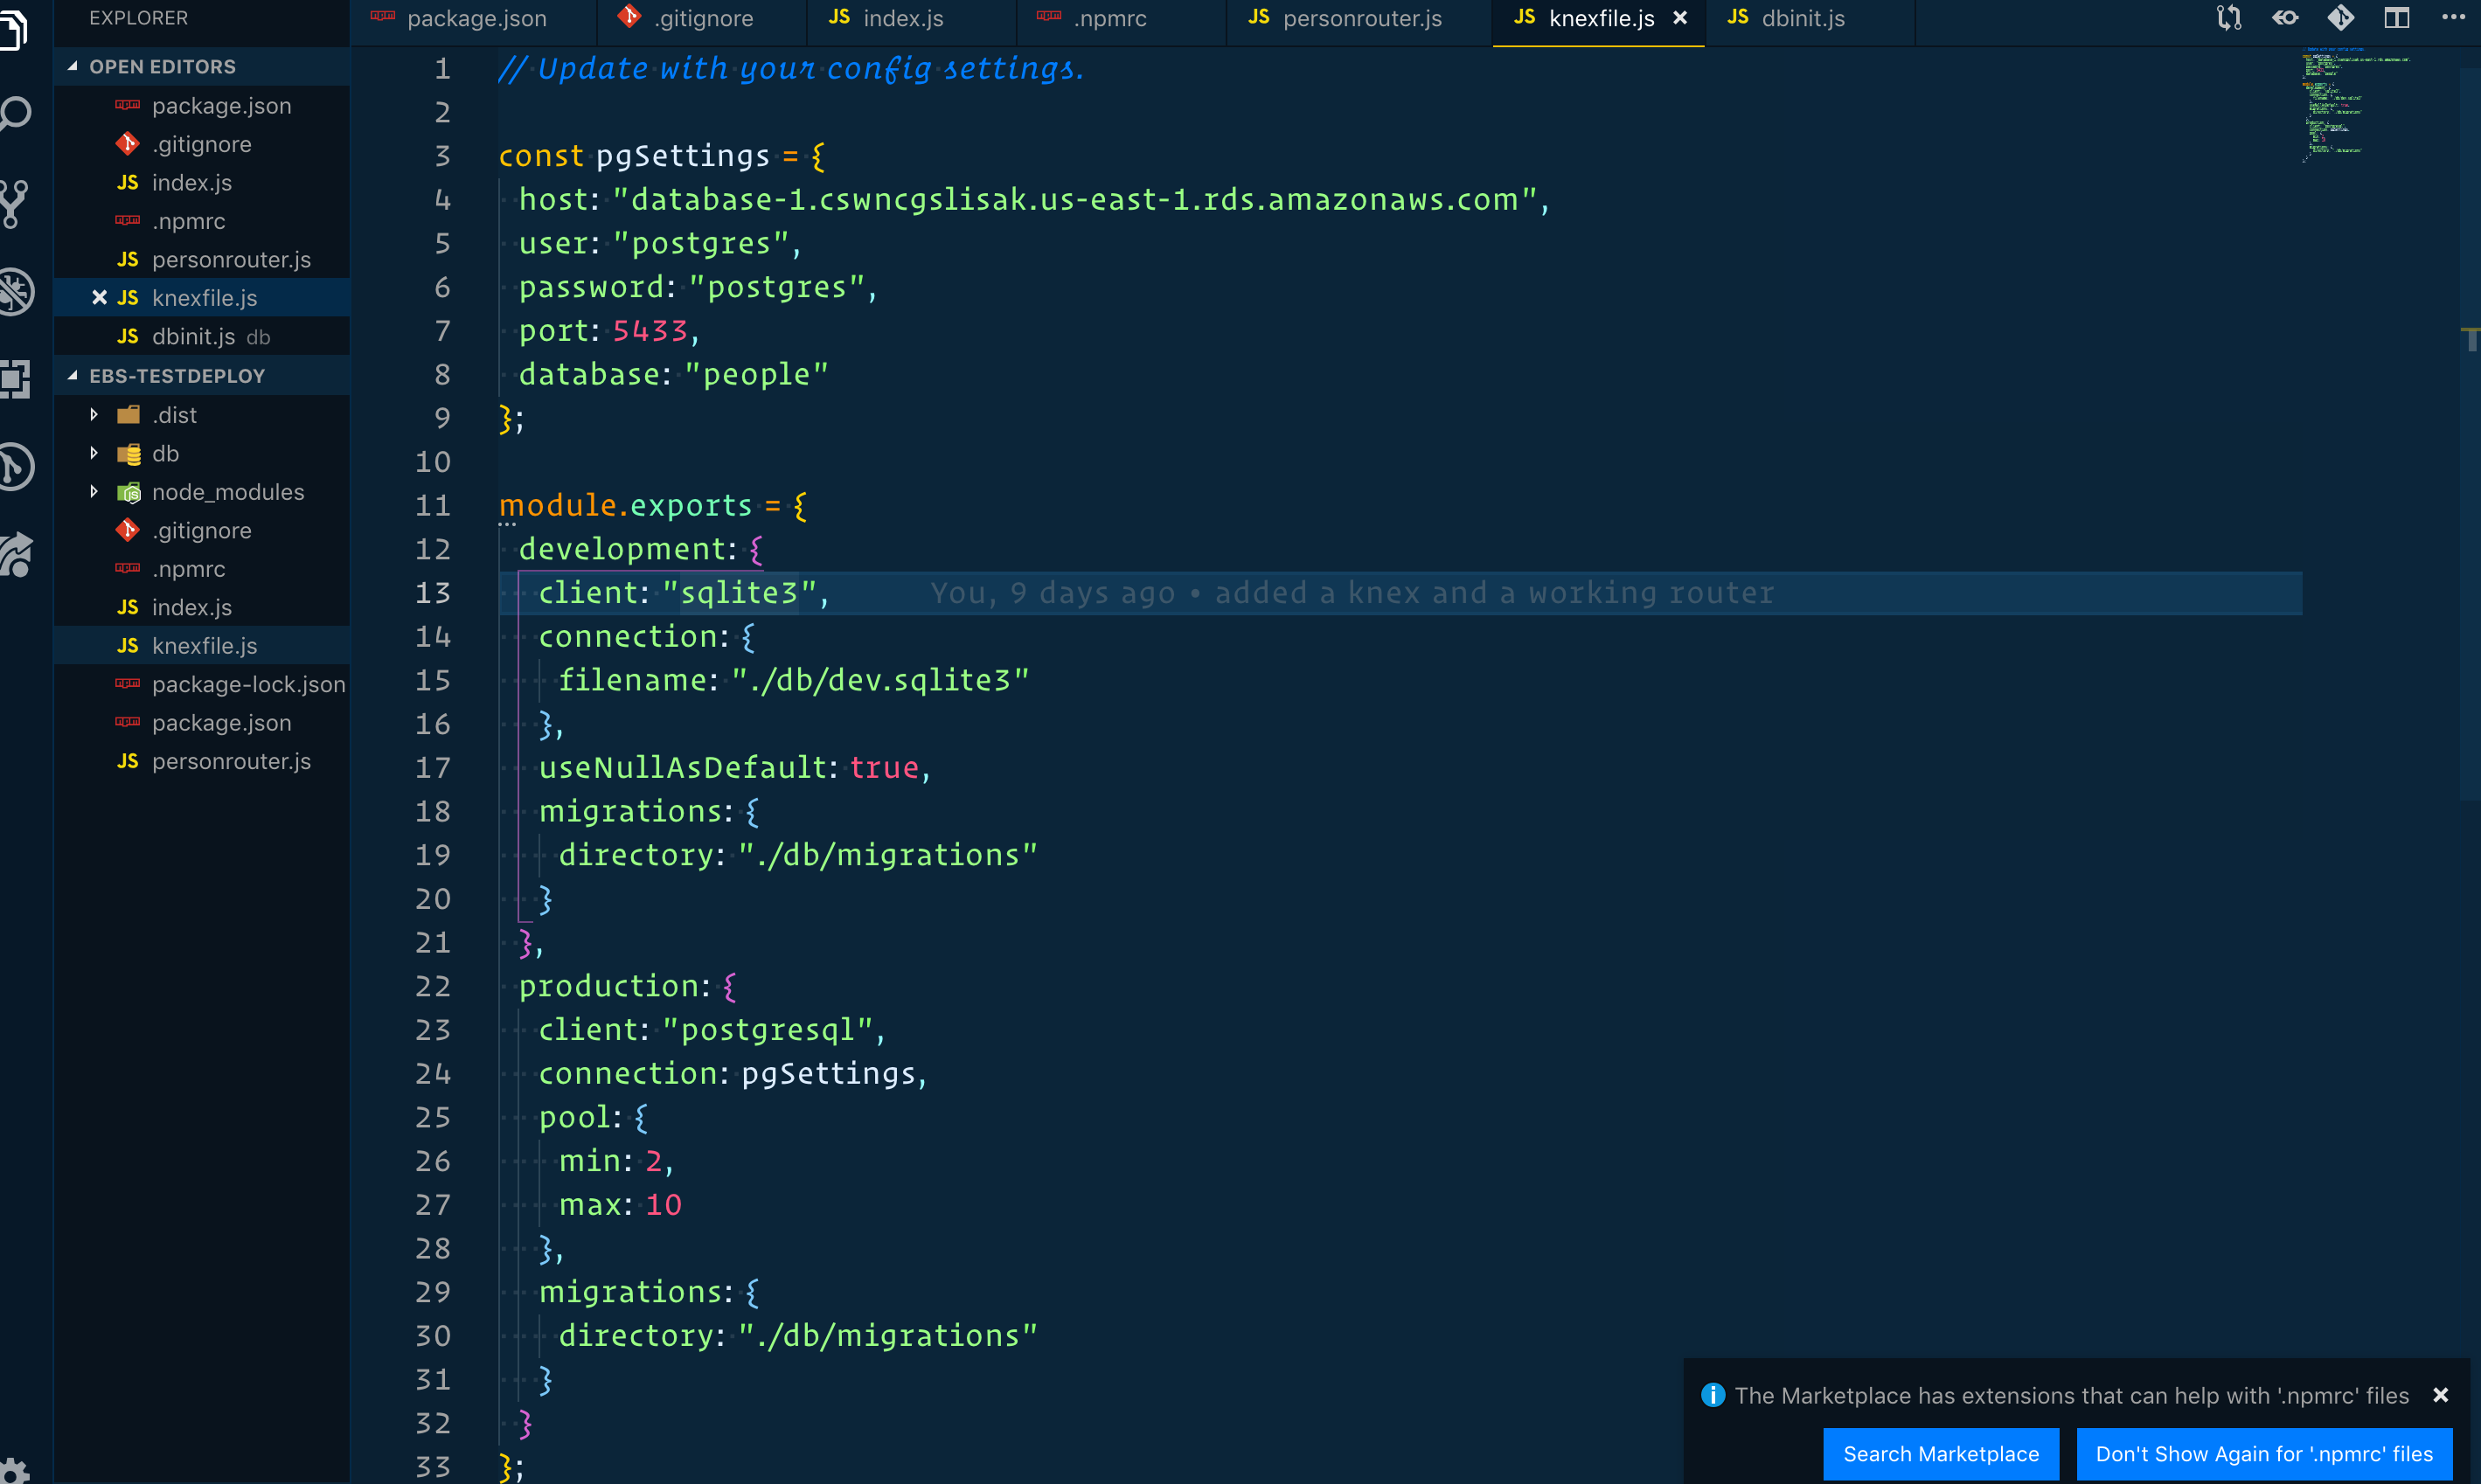 EXPLORER
OPEN EDITORS
package.json
.gitignore
JS index.js
.npmrc
JS personrouter.js
JS knexfile.js
JS dbinit.js db
EBS-TESTDEPLOY
.dist
db
node_modules
.gitignore
.npmrc
JS index.js
JS knexfile.js
package-lock.json
package.json
JS personrouter.js
package.json .gitignore JS index.js .npmrc JS personrouter.js JS knexfile.js JS dbinit.js
1 // Update with your config settings.
2
3 const pgSettings = {
4 host: "database-1.cswncgslisak.us-east-1.rds.amazonaws.com",
5 user: "postgres",
6 password: "postgres",
7 port: 5433,
8 database: "people"
9 };
10
11 module.exports = {
12 development: {
13 client: "sqlite3", You, 9 days ago • added a knex and a working router
14 connection: {
15 filename: "./db/dev.sqlite3"
16 },
17 useNullAsDefault: true,
18 migrations: {
19 directory: "./db/migrations"
20 }
21 },
22 production: {
23 client: "postgresql",
24 connection: pgSettings,
25 pool: {
26 min: 2,
27 max: 10
28 },
29 migrations: {
30 directory: "./db/migrations"
31 }
32 }
33 };
The Marketplace has extensions that can help with '.npmrc' files
Search Marketplace
Don't Show Again for '.npmrc' files